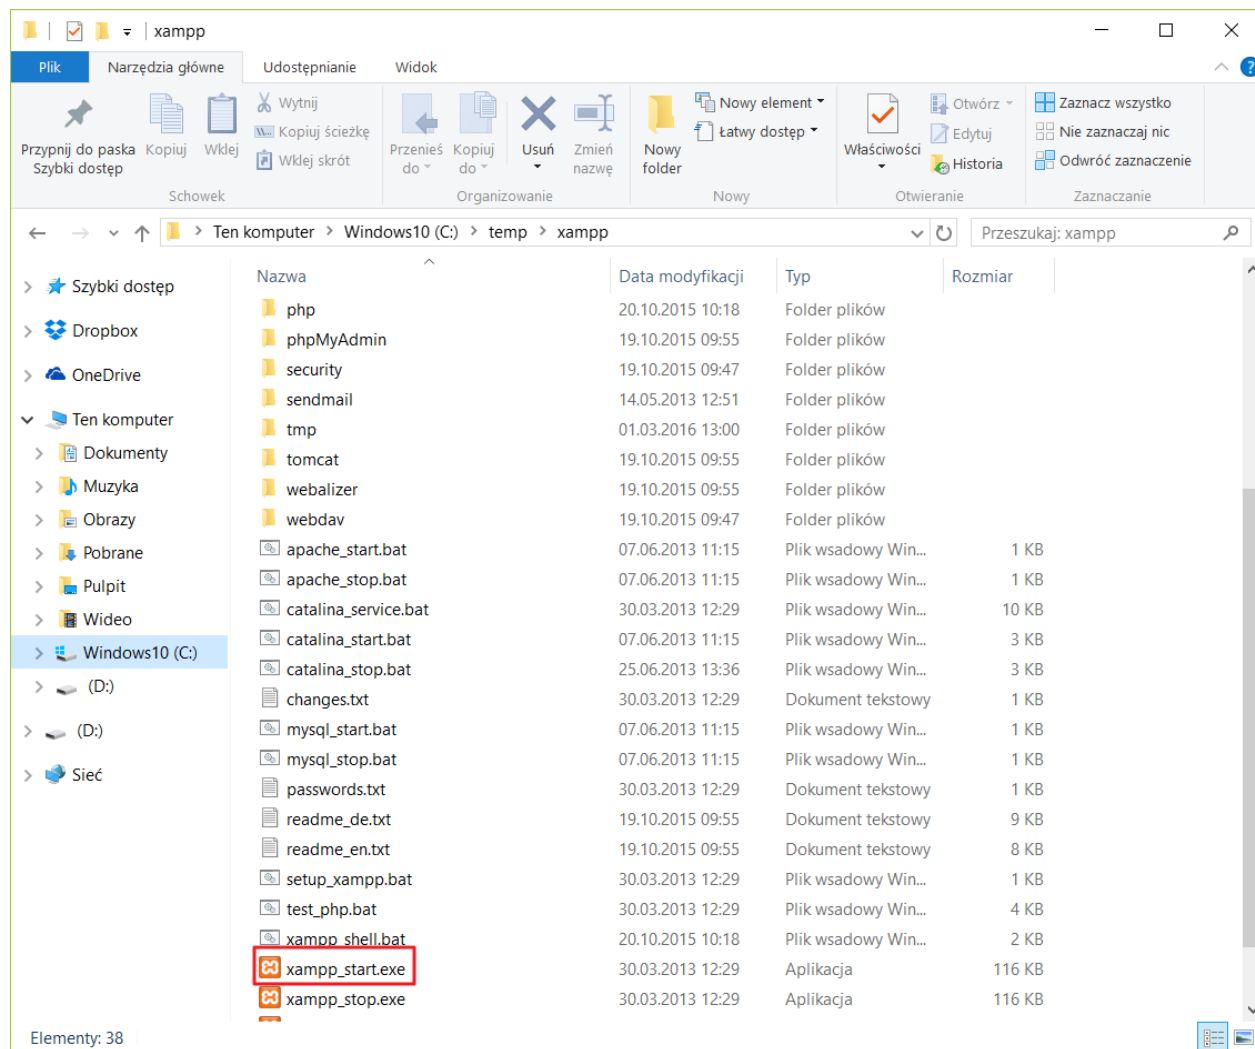 xampp
Plik Narzędzia główne Udostępnianie Widok
Przypnij do paska Szybki dostęp
Kopiuj
Wklej
Wytnij
Kopiuj ścieżkę
Wklej skrót
Schowek
Przenieś do
Kopiuj do
Usuń
Zmień nazwę
Organizowanie
Nowy folder
Nowy element
Łatwy dostęp
Nowy
Właściwości
Otwórz
Edytuj
Historia
Otwieranie
Zaznacz wszystko
Nie zaznaczaj nic
Odwróć zaznaczenie
Zaznaczanie
Ten komputer > Windows10 (C:) > temp > xampp
Przeszukaj: xampp
Szybki dostęp
Dropbox
OneDrive
Ten komputer
Dokumenty
Muzyka
Obrazy
Pobrane
Pulpit
Wideo
Windows10 (C:)
(D:)
(D:)
Sieć
Nazwa Data modyfikacji Typ Rozmiar
php 20.10.2015 10:18 Folder plików
phpMyAdmin 19.10.2015 09:55 Folder plików
security 19.10.2015 09:47 Folder plików
sendmail 14.05.2013 12:51 Folder plików
tmp 01.03.2016 13:00 Folder plików
tomcat 19.10.2015 09:55 Folder plików
webalizer 19.10.2015 09:55 Folder plików
webdav 19.10.2015 09:47 Folder plików
apache_start.bat 07.06.2013 11:15 Plik wsadowy Win... 1 KB
apache_stop.bat 07.06.2013 11:15 Plik wsadowy Win... 1 KB
catalina_service.bat 30.03.2013 12:29 Plik wsadowy Win... 10 KB
catalina_start.bat 07.06.2013 11:15 Plik wsadowy Win... 3 KB
catalina_stop.bat 25.06.2013 13:36 Plik wsadowy Win... 3 KB
changes.txt 30.03.2013 12:29 Dokument tekstowy 1 KB
mysql_start.bat 07.06.2013 11:15 Plik wsadowy Win... 1 KB
mysql_stop.bat 07.06.2013 11:15 Plik wsadowy Win... 1 KB
passwords.txt 30.03.2013 12:29 Dokument tekstowy 1 KB
readme_de.txt 19.10.2015 09:55 Dokument tekstowy 9 KB
readme_en.txt 19.10.2015 09:55 Dokument tekstowy 8 KB
setup_xampp.bat 30.03.2013 12:29 Plik wsadowy Win... 1 KB
test_php.bat 30.03.2013 12:29 Plik wsadowy Win... 4 KB
xampp_shell.bat 20.10.2015 10:18 Plik wsadowy Win... 2 KB
xampp_start.exe 30.03.2013 12:29 Aplikacja 116 KB
xampp_stop.exe 30.03.2013 12:29 Aplikacja 116 KB
Elementy: 38